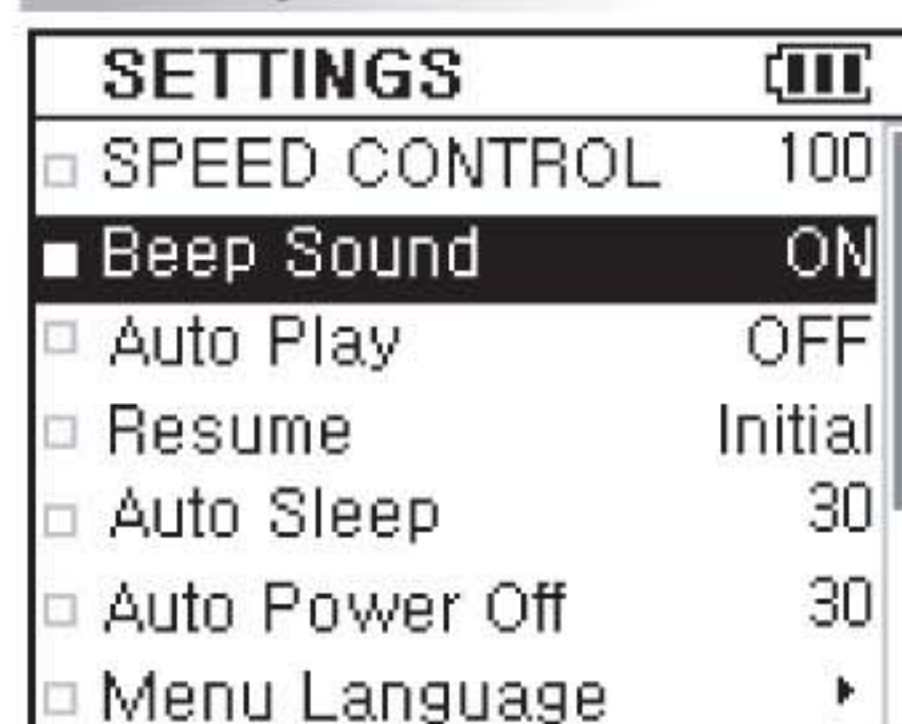 SETTINGS
SPEED CONTROL 100
Beep Sound ON
Auto Play OFF
Resume Initial
Auto Sleep 30
Auto Power Off 30
Menu Language